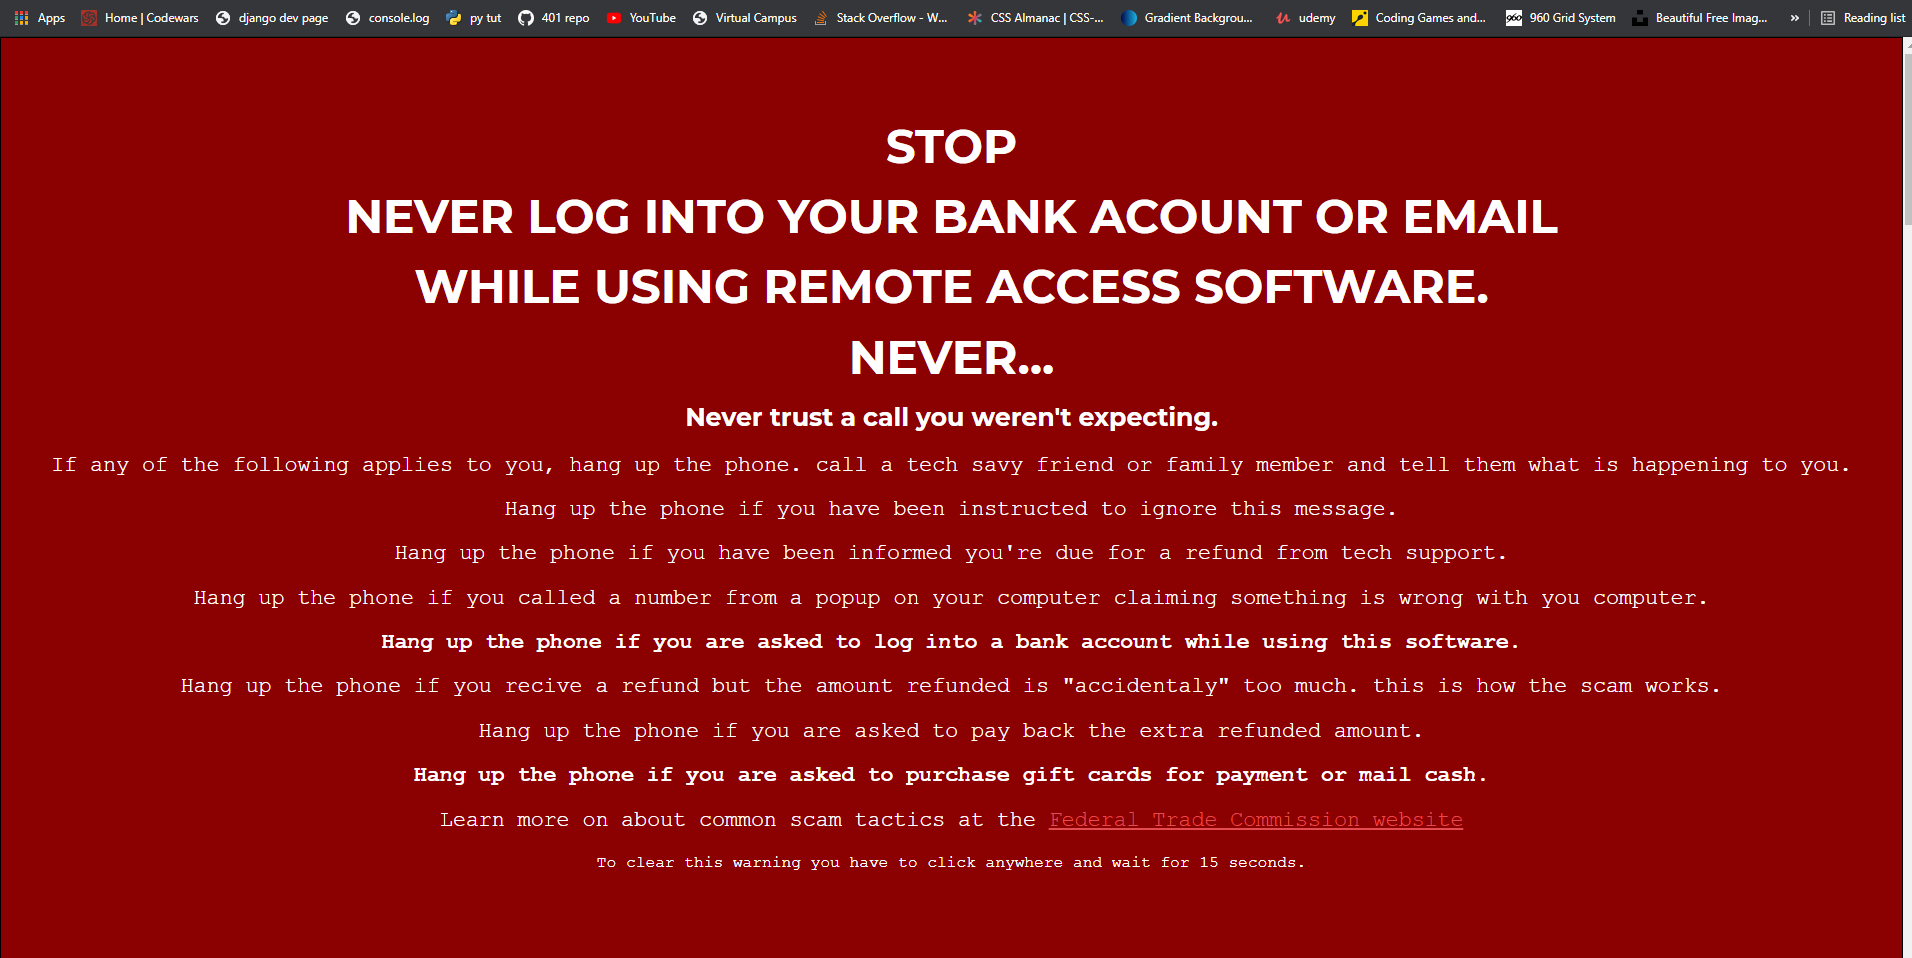 Apps Home | Codewars django dev page console.log py tut 401 repo YouTube Virtual Campus Stack Overflow - W... CSS Almanac | CSS-... Gradient Backgrou... udemy Coding Games and... 960 960 Grid System Beautiful Free Imag... » Reading list
STOP
NEVER LOG INTO YOUR BANK ACOUNT OR EMAIL
WHILE USING REMOTE ACCESS SOFTWARE.
NEVER...
Never trust a call you weren't expecting.
If any of the following applies to you, hang up the phone. call a tech savy friend or family member and tell them what is happening to you.
Hang up the phone if you have been instructed to ignore this message.
Hang up the phone if you have been informed you're due for a refund from tech support.
Hang up the phone if you called a number from a popup on your computer claiming something is wrong with you computer.
Hang up the phone if you are asked to log into a bank account while using this software.
Hang up the phone if you recive a refund but the amount refunded is "accidentaly" too much. this is how the scam works.
Hang up the phone if you are asked to pay back the extra refunded amount.
Hang up the phone if you are asked to purchase gift cards for payment or mail cash.
Learn more on about common scam tactics at the Federal Trade Commission website
To clear this warning you have to click anywhere and wait for 15 seconds.